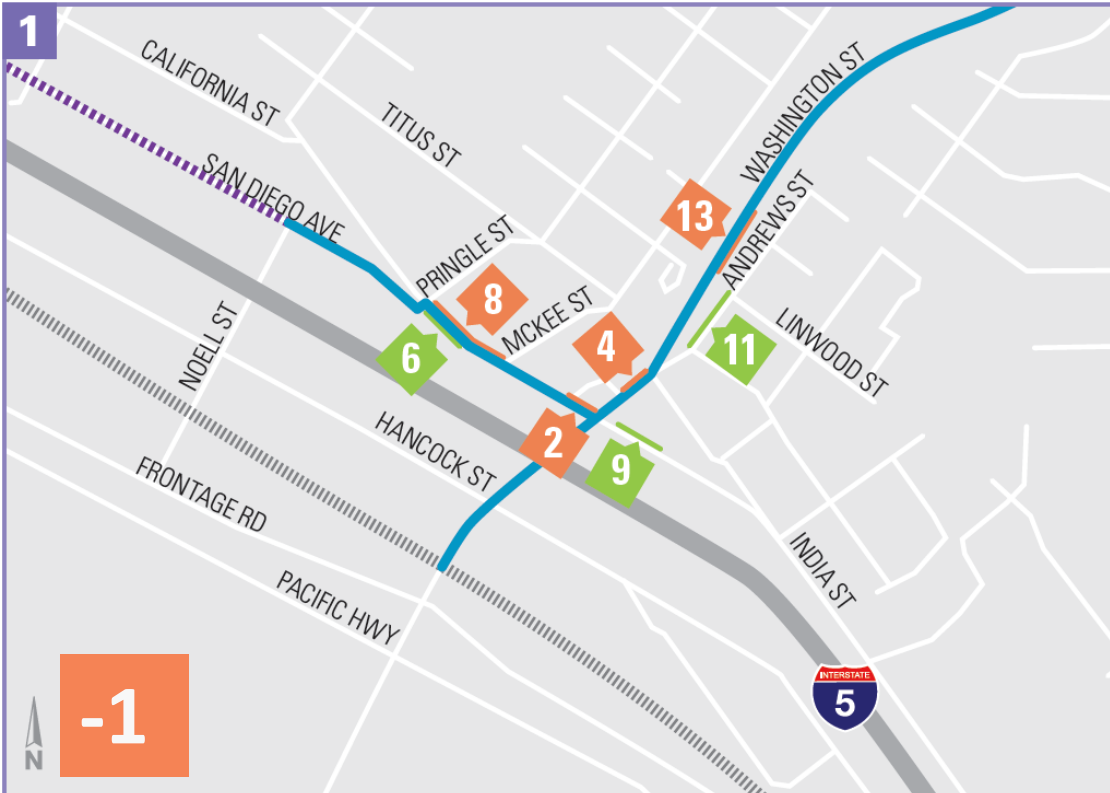 1
CALIFORNIA ST
TITUS ST
WASHINGTON ST
SAN DIEGO AVE
ANDREWS ST
13
PRINGLE ST
8
MCKEE ST
4
11
LINWOOD ST
NOELL ST
6
2
9
HANCOCK ST
FRONTAGE RD
INDIA ST
PACIFIC HWY
INTERSTATE
5
-1
N